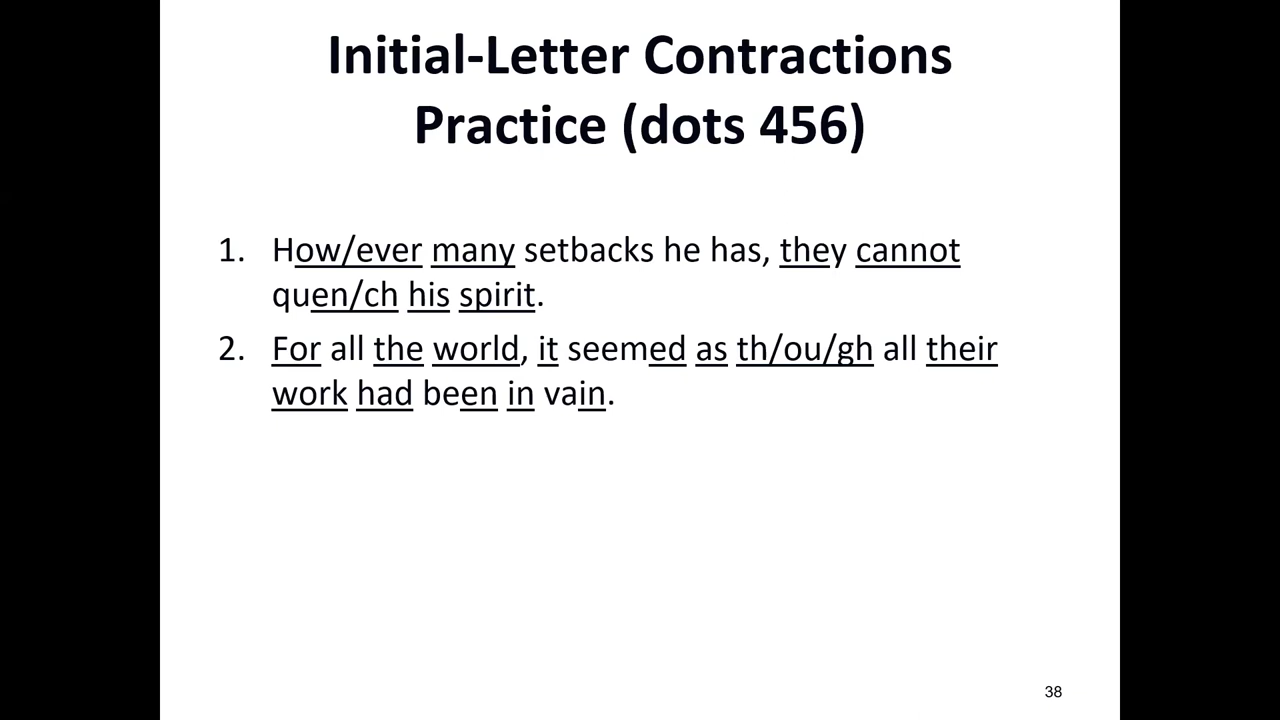 Initial-Letter Contractions
Practice (dots 456)
1. How/ever many setbacks he has, they cannot
quen/ch his spirit.
2. For all the world, it seemed as th/ou/gh all their
work had been in vain.
38